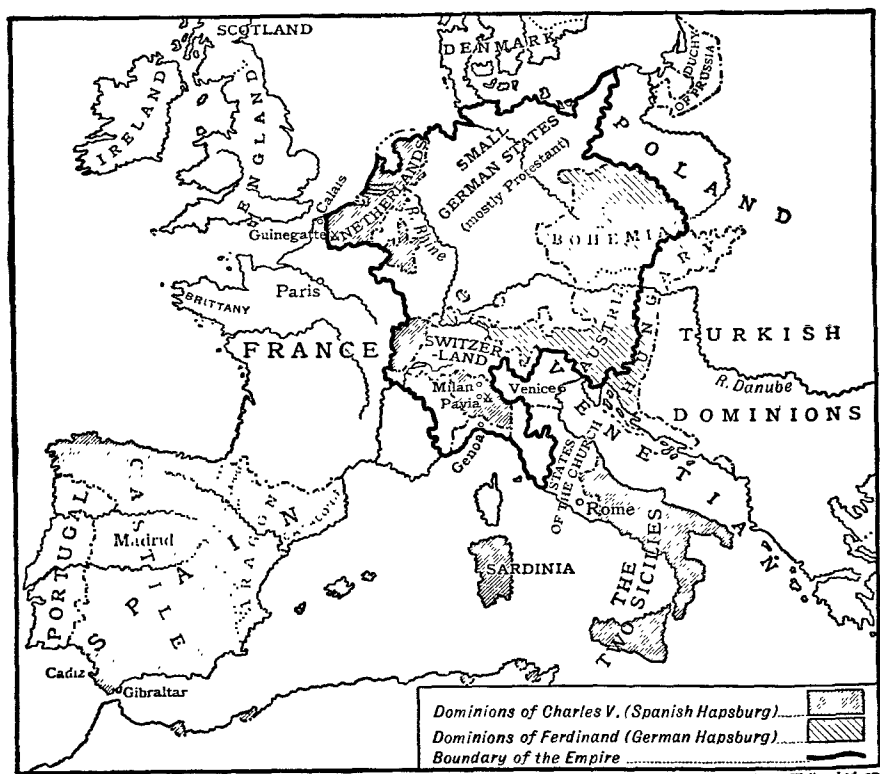 SCOTLAND
DENMARK
DUCHY
OF PRUSSIA
IRELAND
ENGLAND
SMALL
GERMAN STATES
(mostly Protestant)
POLAND
Calais
NETHERLANDS
Guinegatte
R. Rhine
BOHEMIA
Paris
BRITTANY
HUNGARY
FRANCE
SWITZER
-LAND
AUSTRIA
TURKISH
R. Danube
DOMINIONS
Milan
Pavia
Venice
VENETIAN
Genoa
STATES
OF THE CHURCH
Rome
PORTUGAL
CASTILE
Madrid
ARAGON
SPAIN
SARDINIA
THE
TWO SICILIES
Cadiz
Gibraltar
Dominions of Charles V. (Spanish Hapsburg)
Dominions of Ferdinand (German Hapsburg)
Boundary of the Empire